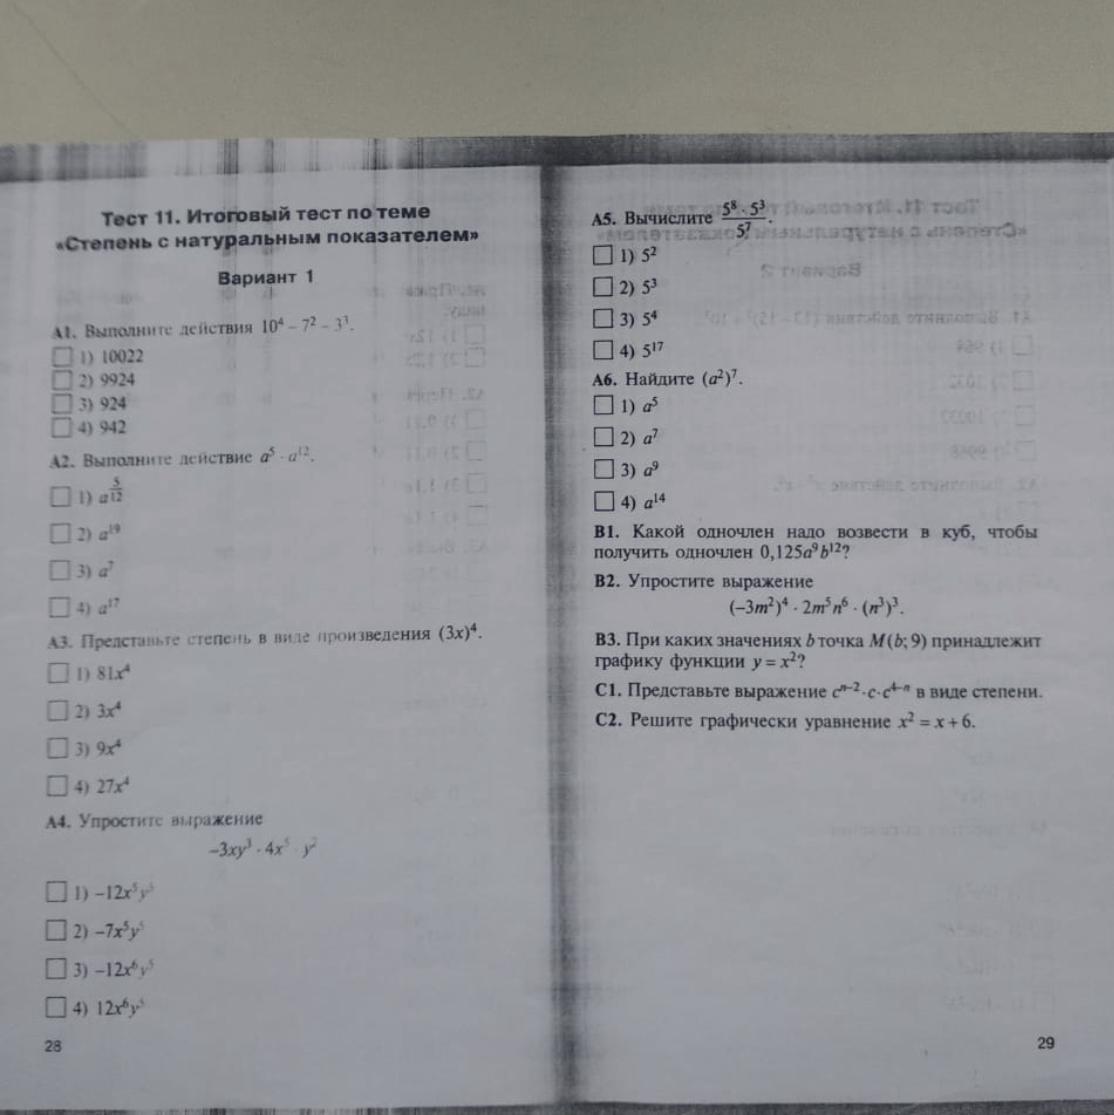 Тест 11. Итоговый тест по теме
«Степень с натуральным показателем»
Вариант 1
А1. Выполните действия 10⁴ – 7² – 3³.
1) 10022
2) 9924
3) 924
4) 942
А2. Выполните действие a⁵ · a¹².
1) a^(5/12)
2) a¹⁹
3) a⁷
4) a¹⁷
А3. Представьте степень в виде произведения (3x)⁴.
1) 81x⁴
2) 3x⁴
3) 9x⁴
4) 27x⁴
А4. Упростите выражение
–3xy³ · 4x⁵ · y²
1) –12x⁵y⁵
2) –7x⁵y⁵
3) –12x⁶y⁵
4) 12x⁶y⁵
28
А5. Вычислите (5⁸ · 5³)/5⁷.
1) 5²
2) 5³
3) 5⁴
4) 5¹⁷
А6. Найдите (a²)⁷.
1) a⁵
2) a⁷
3) a⁹
4) a¹⁴
В1. Какой одночлен надо возвести в куб, чтобы
получить одночлен 0,125a⁹b¹²?
В2. Упростите выражение
(–3m²)⁴ · 2m⁵n⁶ · (n³)³.
В3. При каких значениях b точка M(b; 9) принадлежит
графику функции y = x²?
С1. Представьте выражение cⁿ⁻²·c·c⁴⁻ⁿ в виде степени.
С2. Решите графически уравнение x² = x + 6.
29